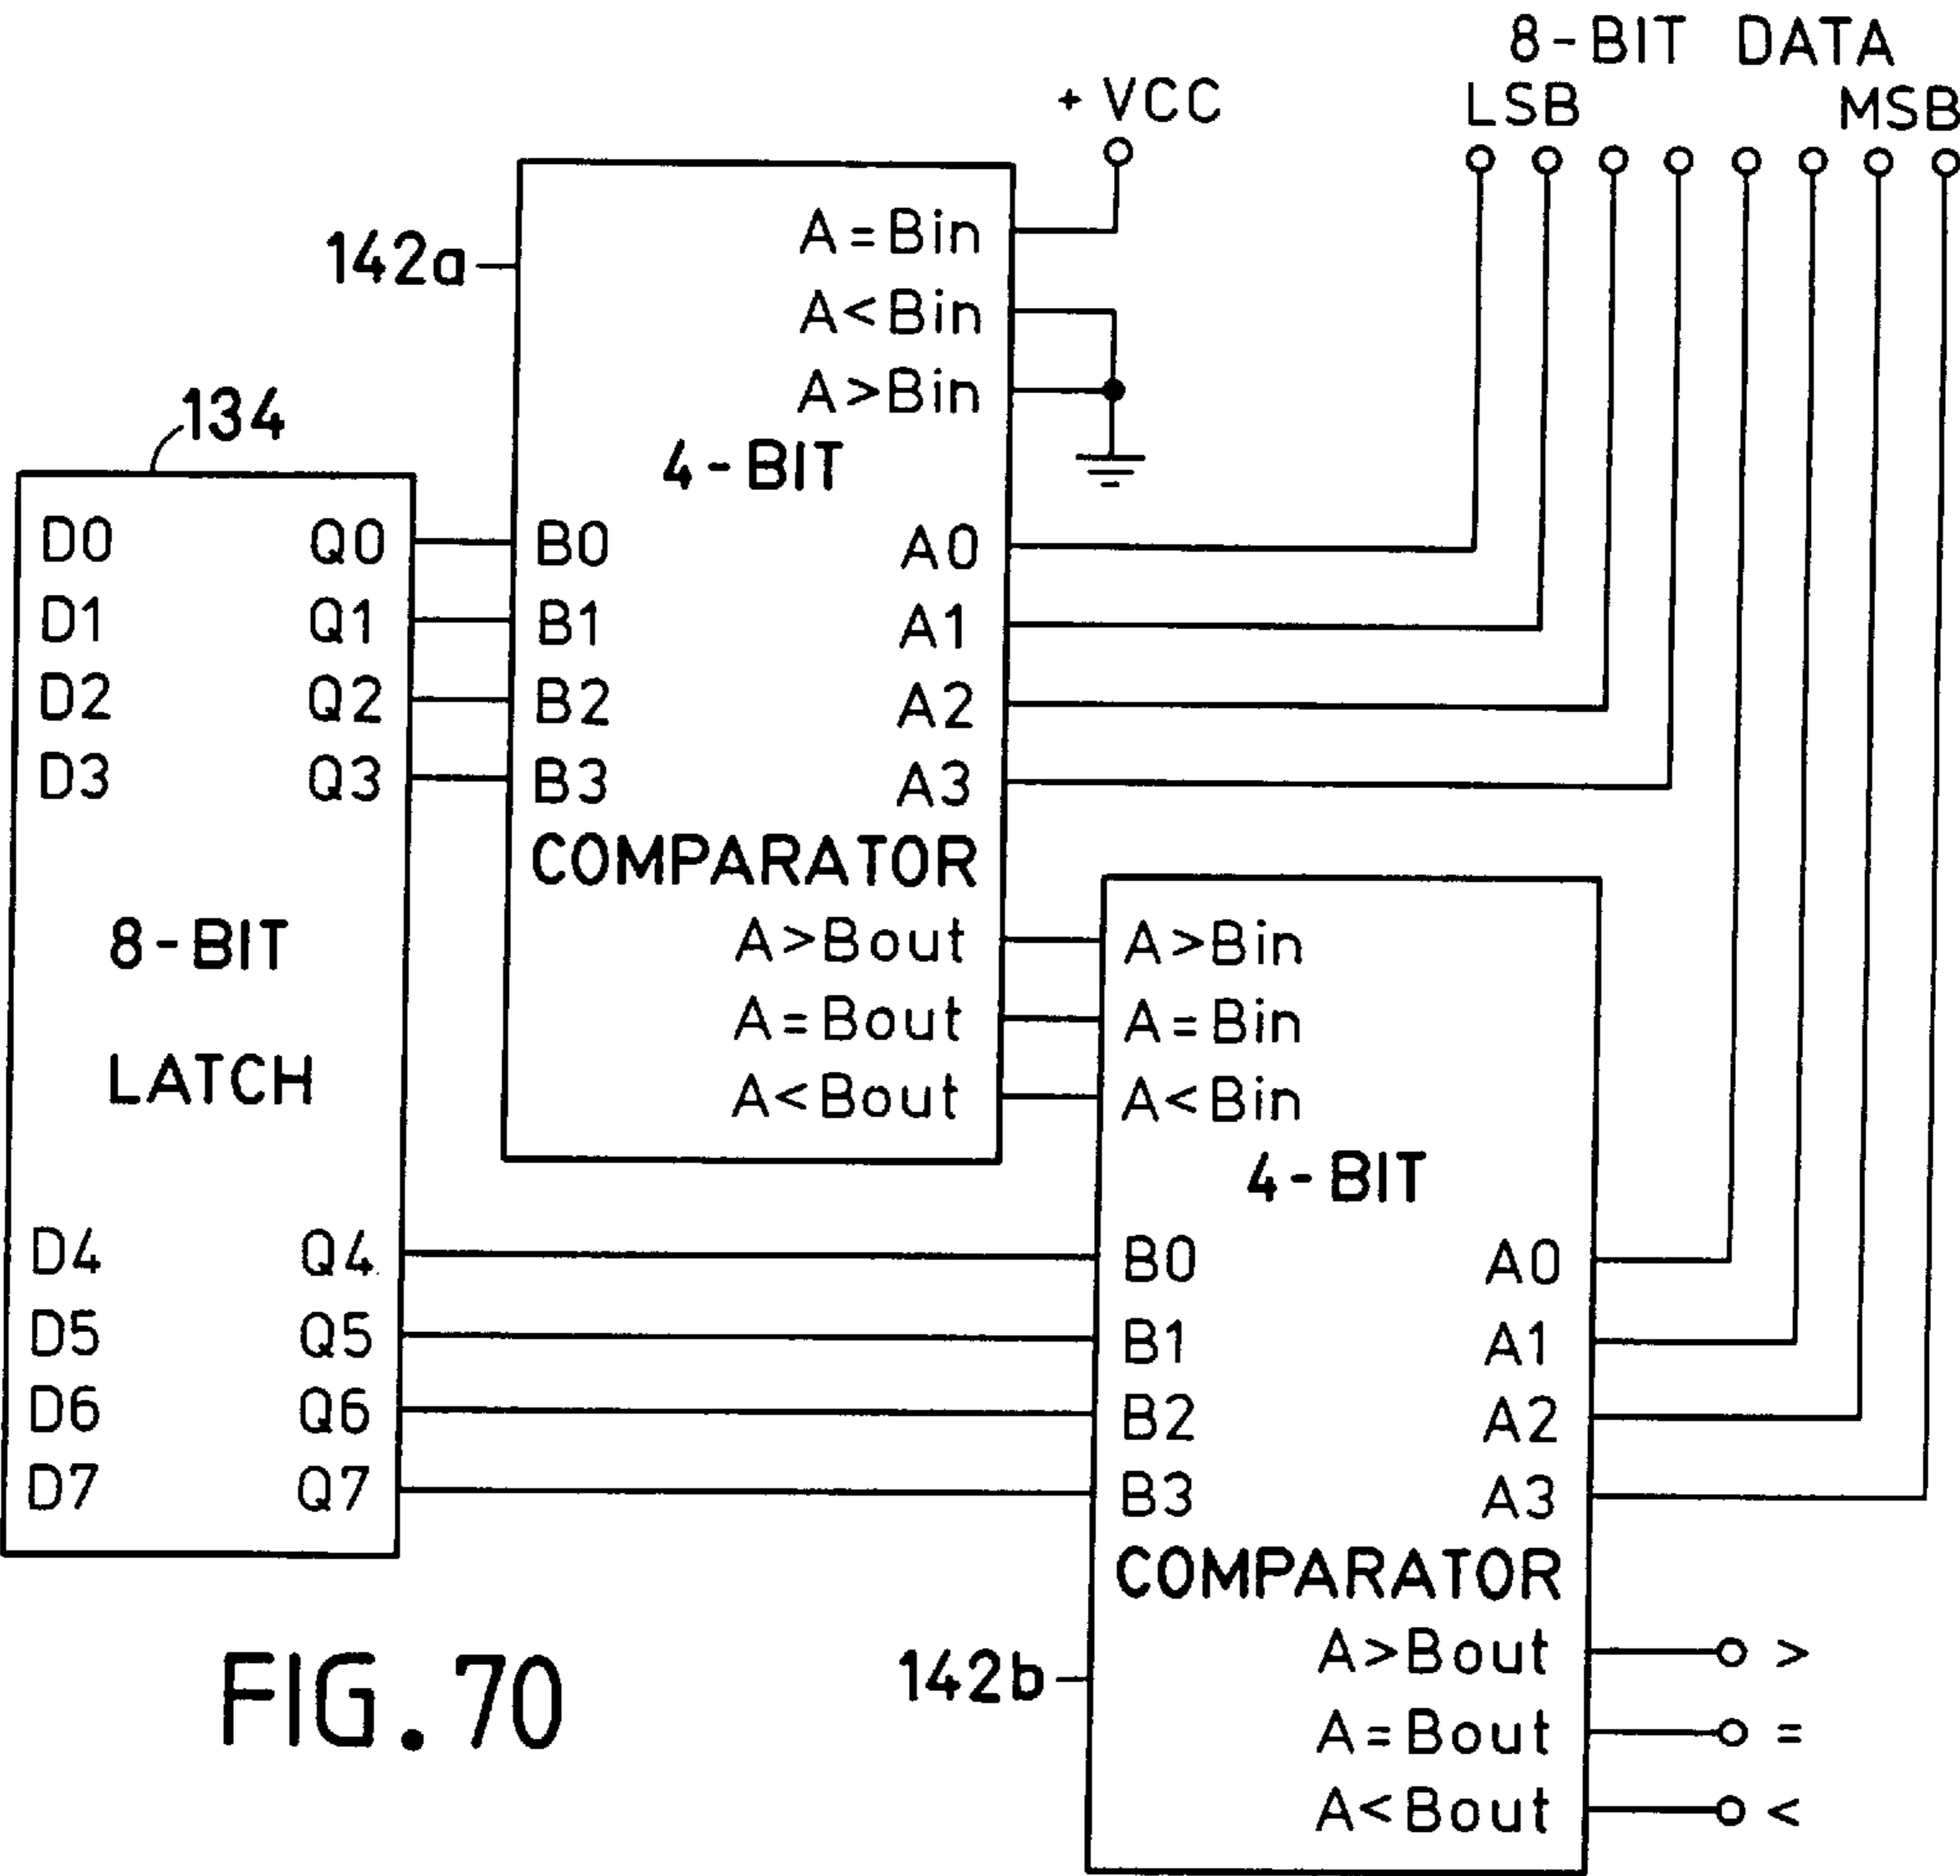 8-BIT DATA
LSB MSB
+ VCC
142a
A=Bin
A<Bin
A>Bin
4-BIT
134
D0 Q0 B0 A0
D1 Q1 B1 A1
D2 Q2 B2 A2
D3 Q3 B3 A3
COMPARATOR
8-BIT
LATCH
A>Bout A>Bin
A=Bout A=Bin
A<Bout A<Bin
4-BIT
D4 Q4 B0 A0
D5 Q5 B1 A1
D6 Q6 B2 A2
D7 Q7 B3 A3
COMPARATOR
142b
A>Bout >
A=Bout =
A<Bout <
FIG. 70